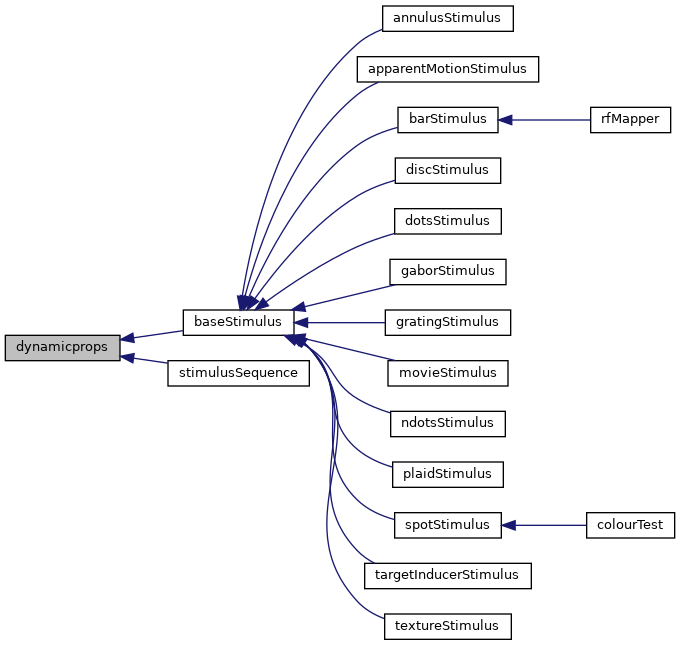 annulusStimulus
apparentMotionStimulus
barStimulus
rfMapper
discStimulus
dotsStimulus
gaborStimulus
baseStimulus
gratingStimulus
dynamicprops
stimulusSequence
movieStimulus
ndotsStimulus
plaidStimulus
spotStimulus
colourTest
targetInducerStimulus
textureStimulus